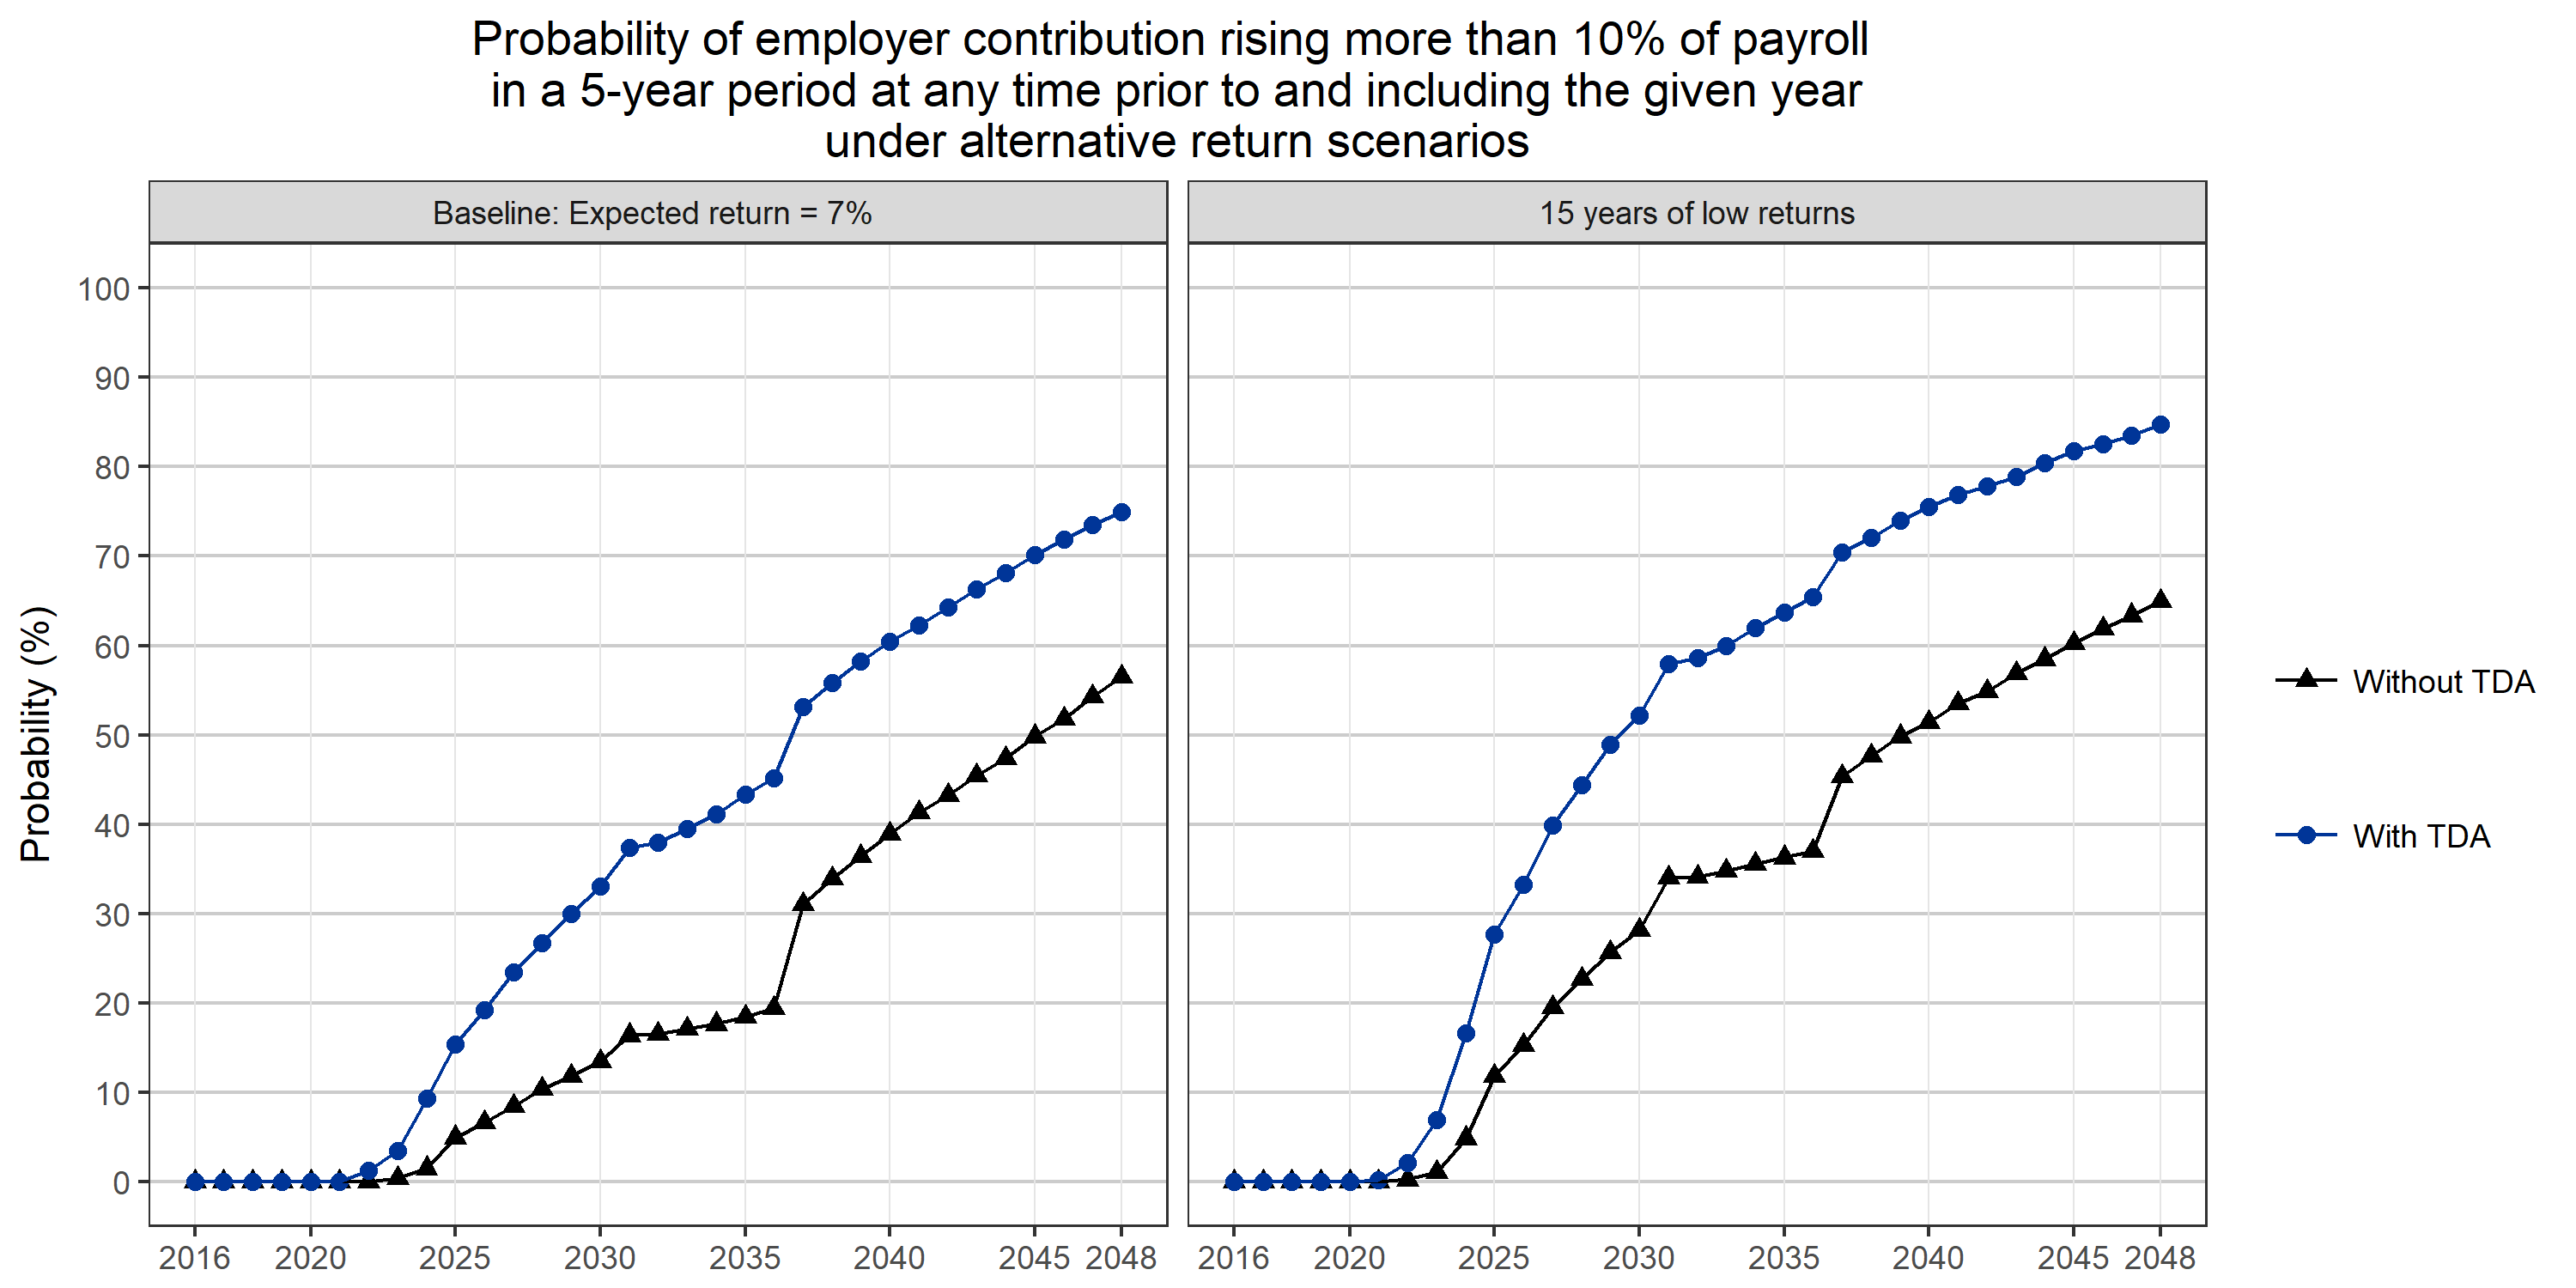 Probability of employer contribution rising more than 10% of payroll
in a 5-year period at any time prior to and including the given year
under alternative return scenarios
Baseline: Expected return = 7%
15 years of low returns
Probability (%)
100
90
80
70
60
50
40
30
20
10
0
2016 2020 2025 2030 2035 2040 2045 2048
2016 2020 2025 2030 2035 2040 2045 2048
Without TDA
With TDA